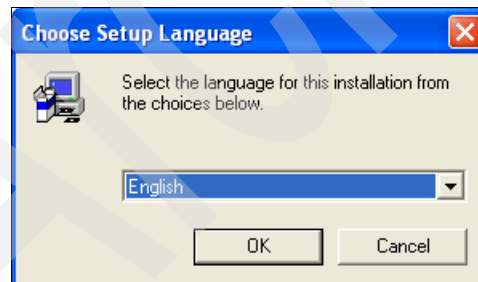 Choose Setup Language
Select the language for this installation from
the choices below.
English
OK
Cancel